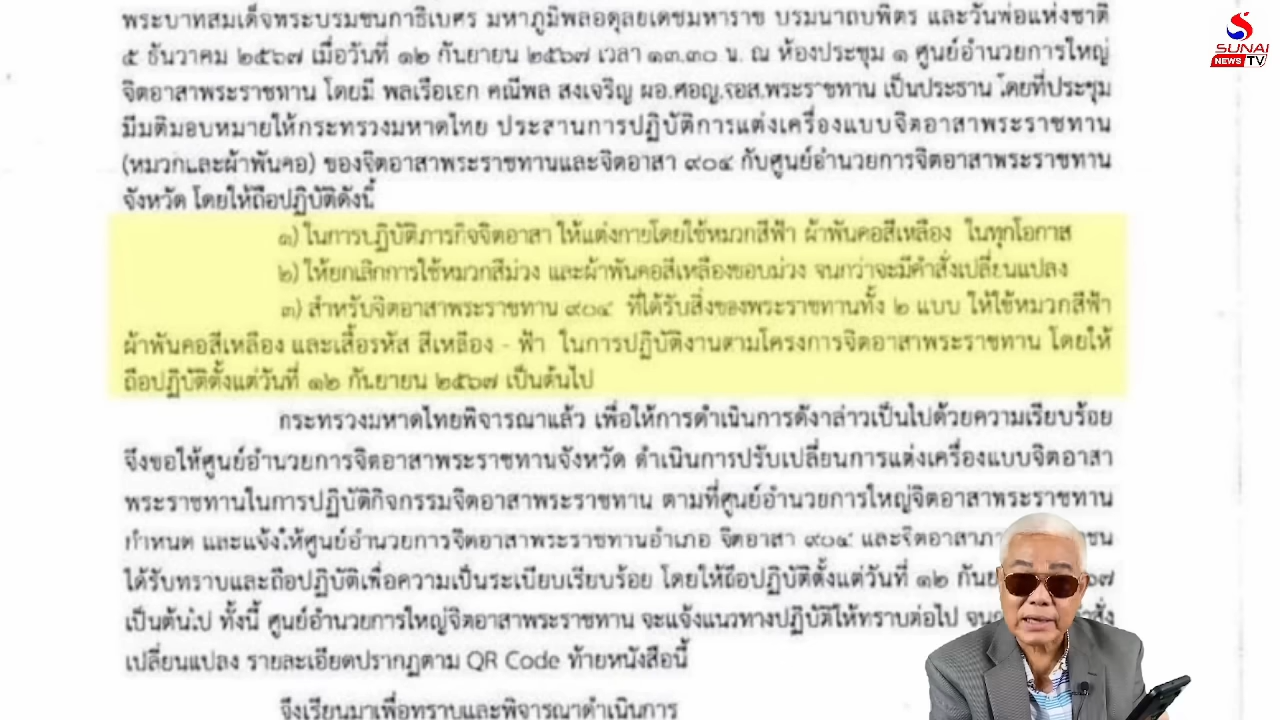 พระบาทสมเด็จพระบรมชนกาธิเบศร มหาภูมิพลอดุลยเดชมหาราช บรมนาถบพิตร และวันพ่อแห่งชาติ
๕ ธันวาคม ๒๕๖๗ เมื่อวันที่ ๑๒ กันยายน ๒๕๖๗ เวลา ๑๓.๓๐ น. ณ ห้องประชุม ๑ ศูนย์อำนวยการใหญ่
จิตอาสาพระราชทาน โดยมี พลเรือเอก คณีพล สงเจริญ ผอ.ศอญ.จอส.พระราชทาน เป็นประธาน โดยที่ประชุม
มีมติมอบหมายให้กระทรวงมหาดไทย ประสานการปฏิบัติการแต่งเครื่องแบบจิตอาสาพระราชทาน
(หมวกและผ้าพันคอ) ของจิตอาสาพระราชทานและจิตอาสา ๙๐๔ กับศูนย์อำนวยการจิตอาสาพระราชทาน
จังหวัด โดยให้ถือปฏิบัติดังนี้
๑) ในการปฏิบัติภารกิจจิตอาสา ให้แต่งกายโดยใช้หมวกสีฟ้า ผ้าพันคอสีเหลือง ในทุกโอกาส
๒) ให้ยกเลิกการใช้หมวกสีม่วง และผ้าพันคอสีเหลืองขอบม่วง จนกว่าจะมีคำสั่งเปลี่ยนแปลง
๓) สำหรับจิตอาสาพระราชทาน ๙๐๔ ที่ได้รับสิ่งของพระราชทานทั้ง ๒ แบบ ให้ใช้หมวกสีฟ้า
ผ้าพันคอสีเหลือง และเสื้อรหัส สีเหลือง - ฟ้า ในการปฏิบัติงานตามโครงการจิตอาสาพระราชทาน โดยให้
ถือปฏิบัติตั้งแต่วันที่ ๑๒ กันยายน ๒๕๖๗ เป็นต้นไป
กระทรวงมหาดไทยพิจารณาแล้ว เพื่อให้การดำเนินการดังกล่าวเป็นไปด้วยความเรียบร้อย
จึงขอให้ศูนย์อำนวยการจิตอาสาพระราชทานจังหวัด ดำเนินการปรับเปลี่ยนการแต่งเครื่องแบบจิตอาสา
พระราชทานในการปฏิบัติกิจกรรมจิตอาสาพระราชทาน ตามที่ศูนย์อำนวยการใหญ่จิตอาสาพระราชทาน
กำหนด และแจ้งให้ศูนย์อำนวยการจิตอาสาพระราชทานอำเภอ จิตอาสา ๙๐๔ และจิตอาสา
ได้รับทราบและถือปฏิบัติเพื่อความเป็นระเบียบเรียบร้อย โดยให้ถือปฏิบัติตั้งแต่วันที่ ๑๒
เป็นต้นไป ทั้งนี้ ศูนย์อำนวยการใหญ่จิตอาสาพระราชทาน จะแจ้งแนวทางปฏิบัติให้ทราบต่อไป
เปลี่ยนแปลง รายละเอียดปรากฏตาม QR Code ท้ายหนังสือนี้
จึงเรียนมาเพื่อทราบและพิจารณาดำเนินการ
SUNAI
NEWS TV